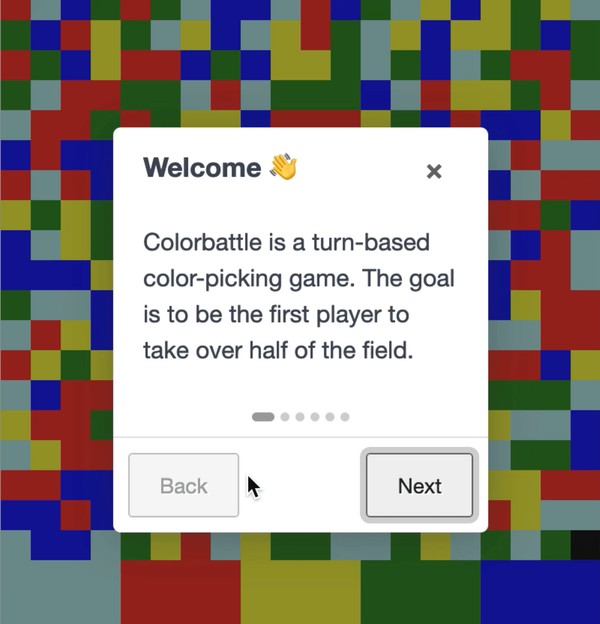 Welcome 👋
×
Colorbattle is a turn-based
color-picking game. The goal
is to be the first player to
take over half of the field.
Back
Next